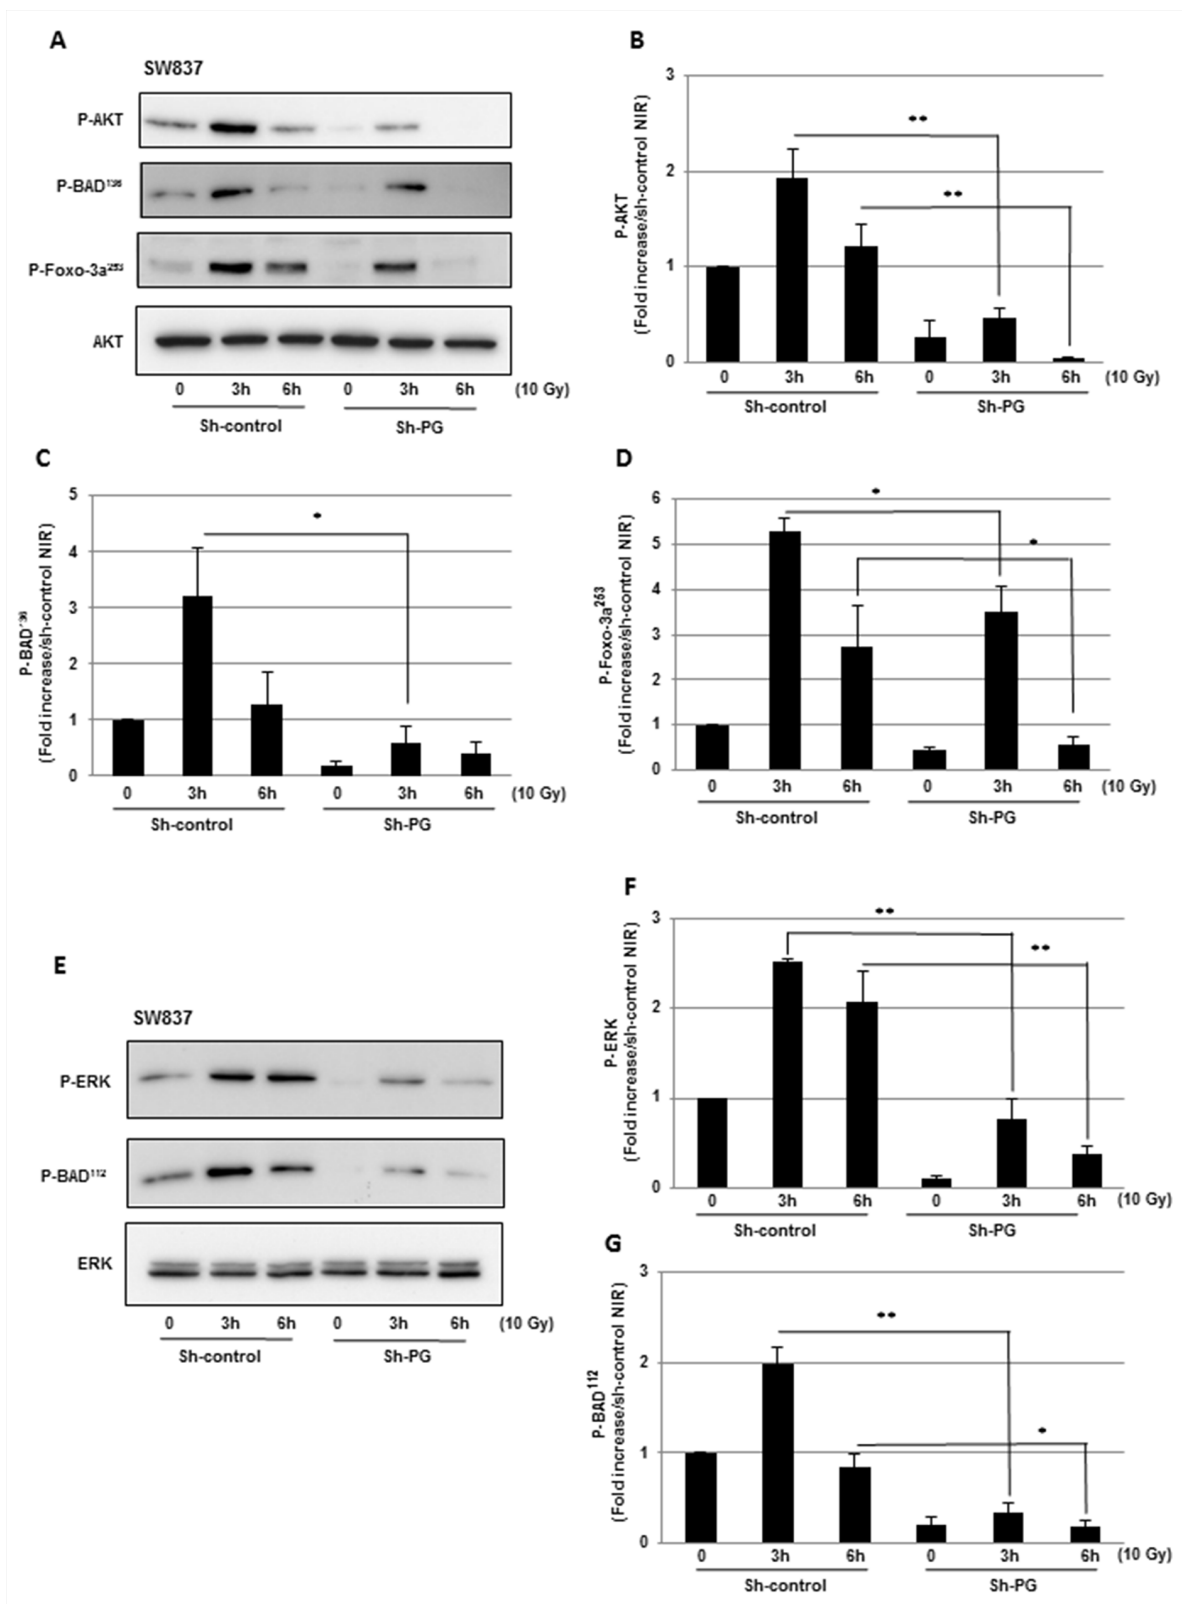 A
SW837
P-AKT
P-BAD¹³⁶
P-Foxo-3a²⁵³
AKT
0 3h 6h 0 3h 6h (10 Gy)
Sh-control Sh-PG
B
P-AKT
(Fold increase/sh-control NIR)
3
2
1
0
** **
0 3h 6h 0 3h 6h (10 Gy)
Sh-control Sh-PG
C
P-BAD¹³⁶
(Fold increase/sh-control NIR)
5
4
3
2
1
0
*
0 3h 6h 0 3h 6h (10 Gy)
Sh-control Sh-PG
D
P-Foxo-3a²⁵³
(Fold increase/sh-control NIR)
6
5
4
3
2
1
0
* *
0 3h 6h 0 3h 6h (10 Gy)
Sh-control Sh-PG
E
SW837
P-ERK
P-BAD¹¹²
ERK
0 3h 6h 0 3h 6h (10 Gy)
Sh-control Sh-PG
F
P-ERK
(Fold increase/sh-control NIR)
3
2
1
0
** **
0 3h 6h 0 3h 6h (10 Gy)
Sh-control Sh-PG
G
P-BAD¹¹²
(Fold increase/sh-control NIR)
3
2
1
0
** *
0 3h 6h 0 3h 6h (10 Gy)
Sh-control Sh-PG